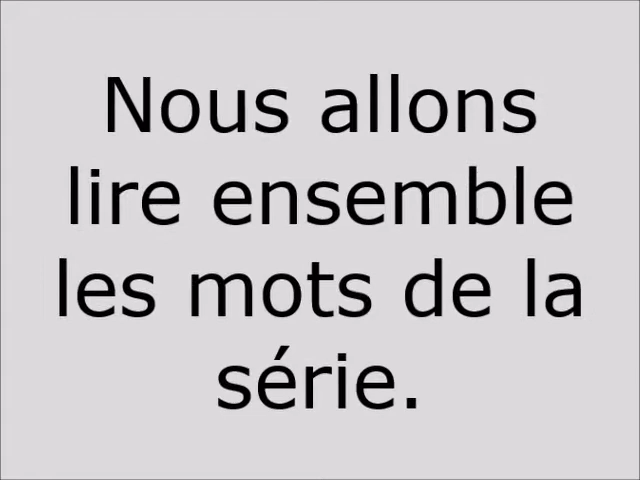 Nous allons
lire ensemble
les mots de la
série.